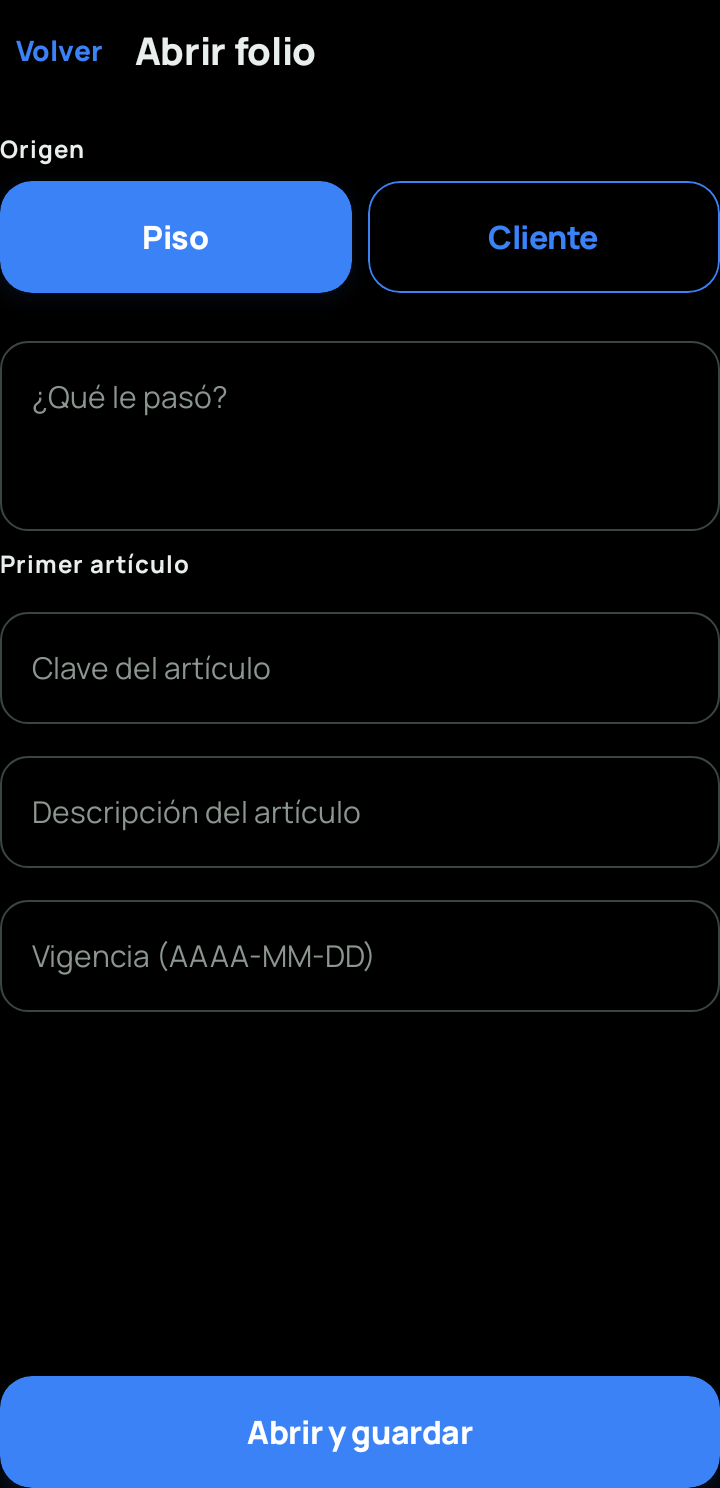 Volver Abrir folio
Origen
Piso Cliente
¿Qué le pasó?
Primer artículo
Clave del artículo
Descripción del artículo
Vigencia (AAAA-MM-DD)
Abrir y guardar